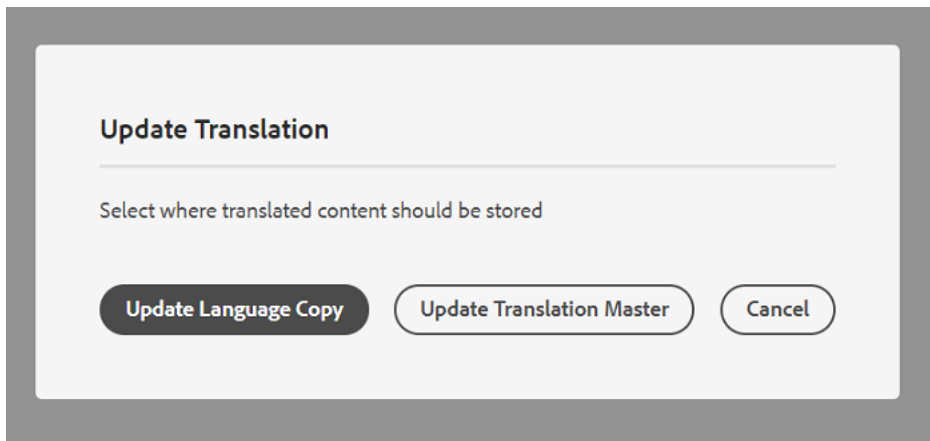 Update Translation
Select where translated content should be stored
Update Language Copy Update Translation Master Cancel